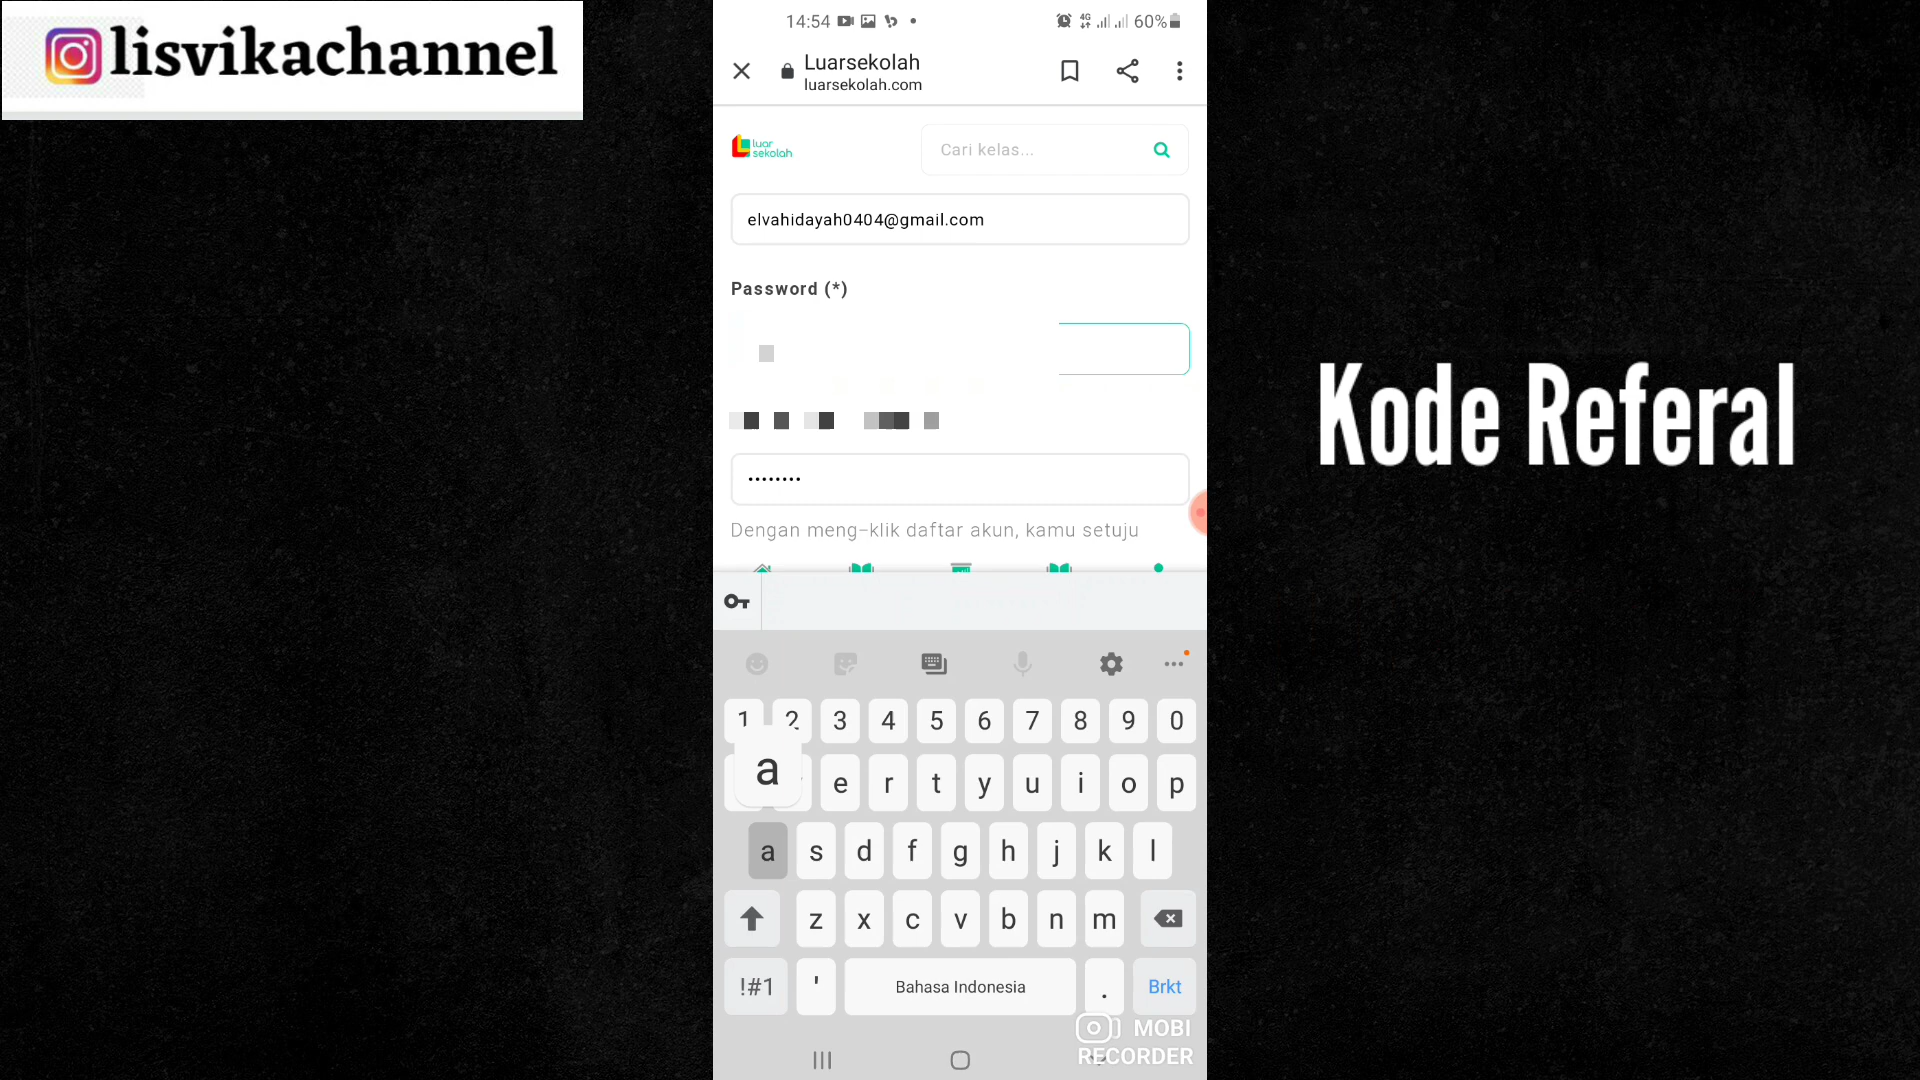 lisvikachannel
14:54
4G
60%
Luarsekolah
luarsekolah.com
luar
sekolah
Cari kelas...
elvahidayah0404@gmail.com
Password (*)
••••••••
Dengan meng-klik daftar akun, kamu setuju
Kode Referal
1 2 3 4 5 6 7 8 9 0
a
e r t y u i o p
a s d f g h j k l
z x c v b n m
!#1 ' Bahasa Indonesia . Brkt
MOBI
RECORDER